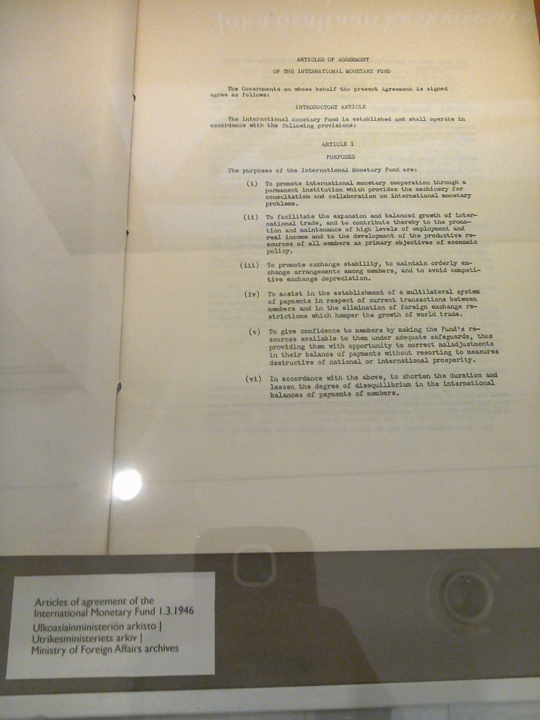 jokapuoltaan keskeise
ARTICLES OF AGREEMENT
OF THE INTERNATIONAL MONETARY FUND
The Governments on whose behalf the present Agreement is signed
agree as follows:
INTRODUCTORY ARTICLE
The International Monetary Fund is established and shall operate in
accordance with the following provisions:
ARTICLE 1
PURPOSES
The purposes of the International Monetary Fund are:
(i) To promote international monetary cooperation through a
permanent institution which provides the machinery for
consultation and collaboration on international monetary
problems.
(ii) To facilitate the expansion and balanced growth of inter-
national trade, and to contribute thereby to the promo-
tion and maintenance of high levels of employment and
real income and to the development of the productive re-
sources of all members as primary objectives of economic
policy.
(iii) To promote exchange stability, to maintain orderly ex-
change arrangements among members, and to avoid competi-
tive exchange depreciation.
(iv) To assist in the establishment of a multilateral system
of payments in respect of current transactions between
members and in the elimination of foreign exchange re-
strictions which hamper the growth of world trade.
(v) To give confidence to members by making the Fund's re-
sources available to them under adequate safeguards, thus
providing them with opportunity to correct maladjustments
in their balance of payments without resorting to measures
destructive of national or international prosperity.
(vi) In accordance with the above, to shorten the duration and
lessen the degree of disequilibrium in the international
balances of payments of members.
Articles of agreement of the
International Monetary Fund 1.3.1946
Ulkoasiainministeriön arkisto |
Utrikesministeriets arkiv |
Ministry of Foreign Affairs archives